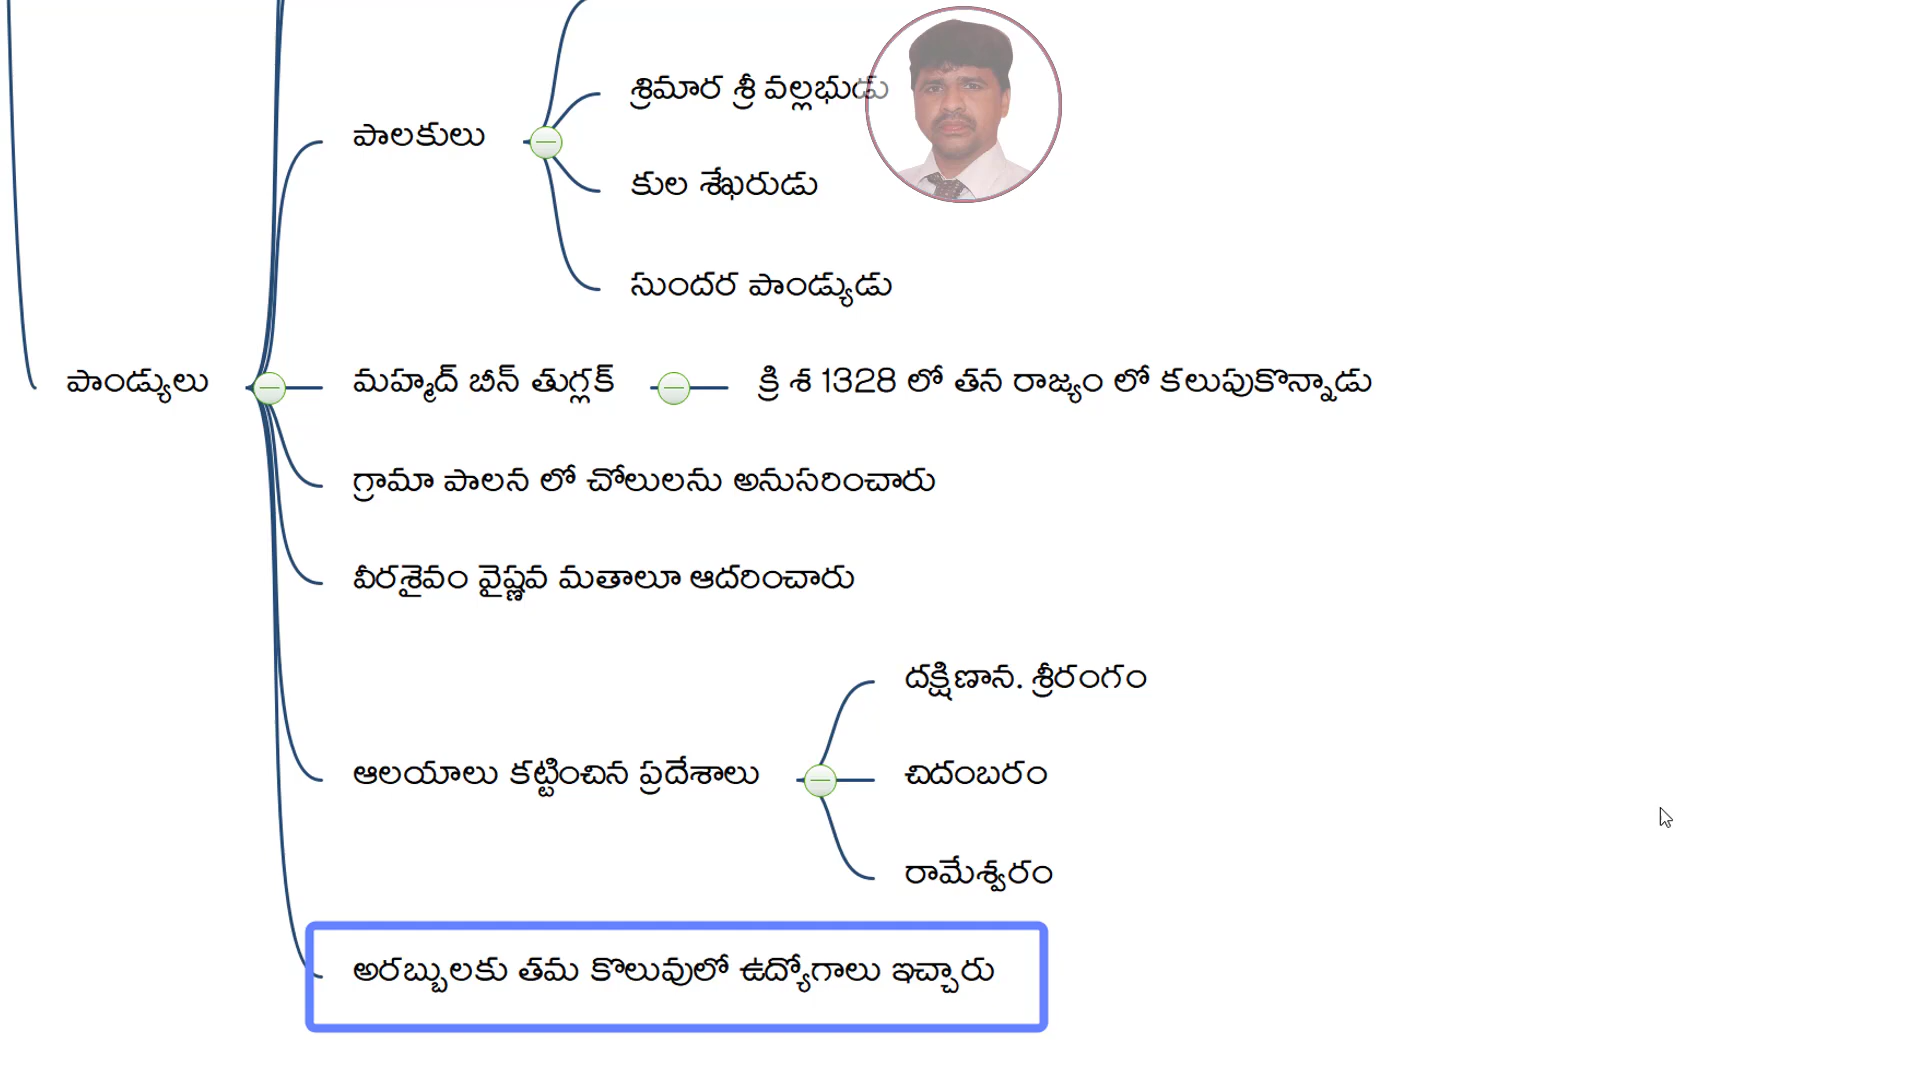 శ్రిమార శ్రీ వల్లభుడు
పాలకులు
కుల శేఖరుడు
సుందర పాండ్యుడు
పాండ్యులు
మహ్మద్ బీన్ తుగ్లక్
క్రి శ 1328 లో తన రాజ్యం లో కలుపుకొన్నాడు
గ్రామా పాలన లో చోలులను అనుసరించారు
వీరశైవం వైష్ణవ మతాలూ ఆదరించారు
దక్షిణాన. శ్రీరంగం
ఆలయాలు కట్టించిన ప్రదేశాలు
చిదంబరం
రామేశ్వరం
అరబ్బులకు తమ కొలువులో ఉద్యోగాలు ఇచ్చారు